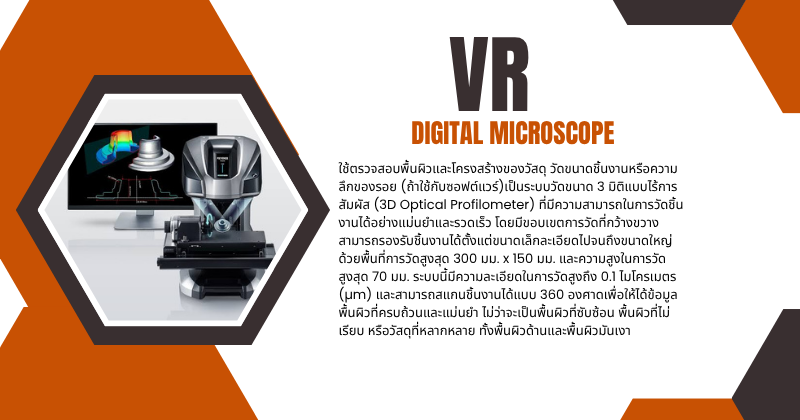 VR
DIGITAL MICROSCOPE
ใช้ตรวจสอบพื้นผิวและโครงสร้างของวัสดุ วัดขนาดชิ้นงานหรือความ
ลึกของรอย (ถ้าใช้กับซอฟต์แวร์)เป็นระบบวัดขนาด 3 มิติแบบไร้การ
สัมผัส (3D Optical Profilometer) ที่มีความสามารถในการวัดชิ้น
งานได้อย่างแม่นยำและรวดเร็ว โดยมีขอบเขตการวัดที่กว้างขวาง
สามารถรองรับชิ้นงานได้ตั้งแต่ขนาดเล็กละเอียดไปจนถึงขนาดใหญ่
ด้วยพื้นที่การวัดสูงสุด 300 มม. x 150 มม. และความสูงในการวัด
สูงสุด 70 มม. ระบบนี้มีความละเอียดในการวัดสูงถึง 0.1 ไมโครเมตร
(µm) และสามารถสแกนชิ้นงานได้แบบ 360 องศาเพื่อให้ได้ข้อมูล
พื้นผิวที่ครบถ้วนและแม่นยำ ไม่ว่าจะเป็นพื้นผิวที่ซับซ้อน พื้นผิวที่ไม่
เรียบ หรือวัสดุที่หลากหลาย ทั้งพื้นผิวด้านและพื้นผิวมันเงา